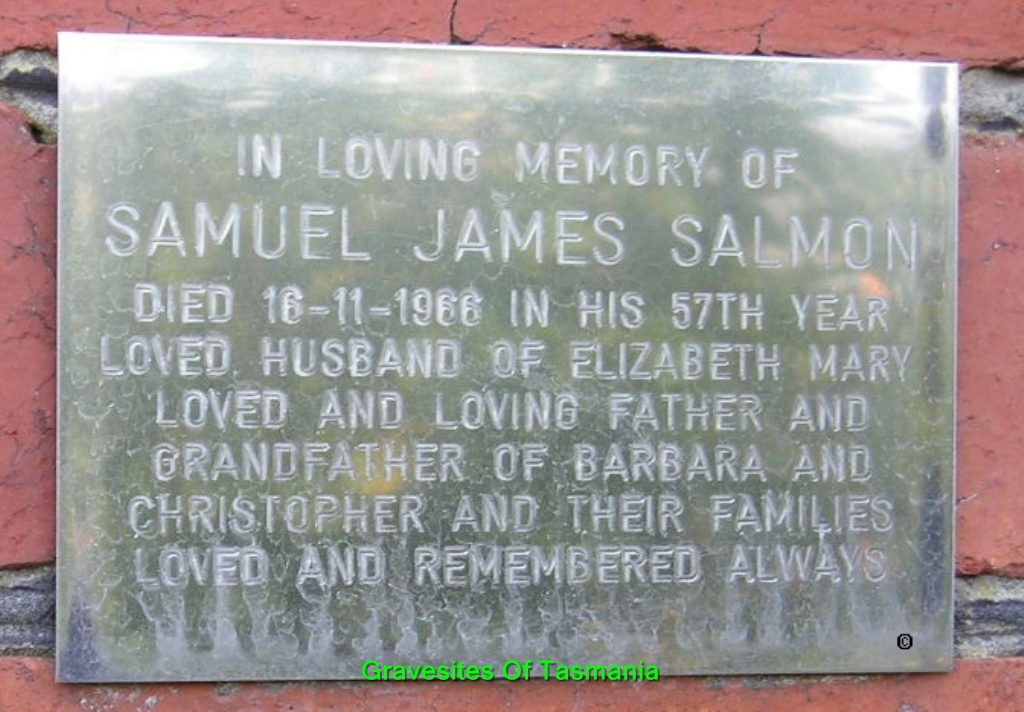 IN LOVING MEMORY OF
SAMUEL JAMES SALMON
DIED 16-11-1966 IN HIS 57TH YEAR
LOVED HUSBAND OF ELIZABETH MARY
LOVED AND LOVING FATHER AND
GRANDFATHER OF BARBARA AND
CHRISTOPHER AND THEIR FAMILIES
LOVED AND REMEMBERED ALWAYS
©
Gravesites Of Tasmania